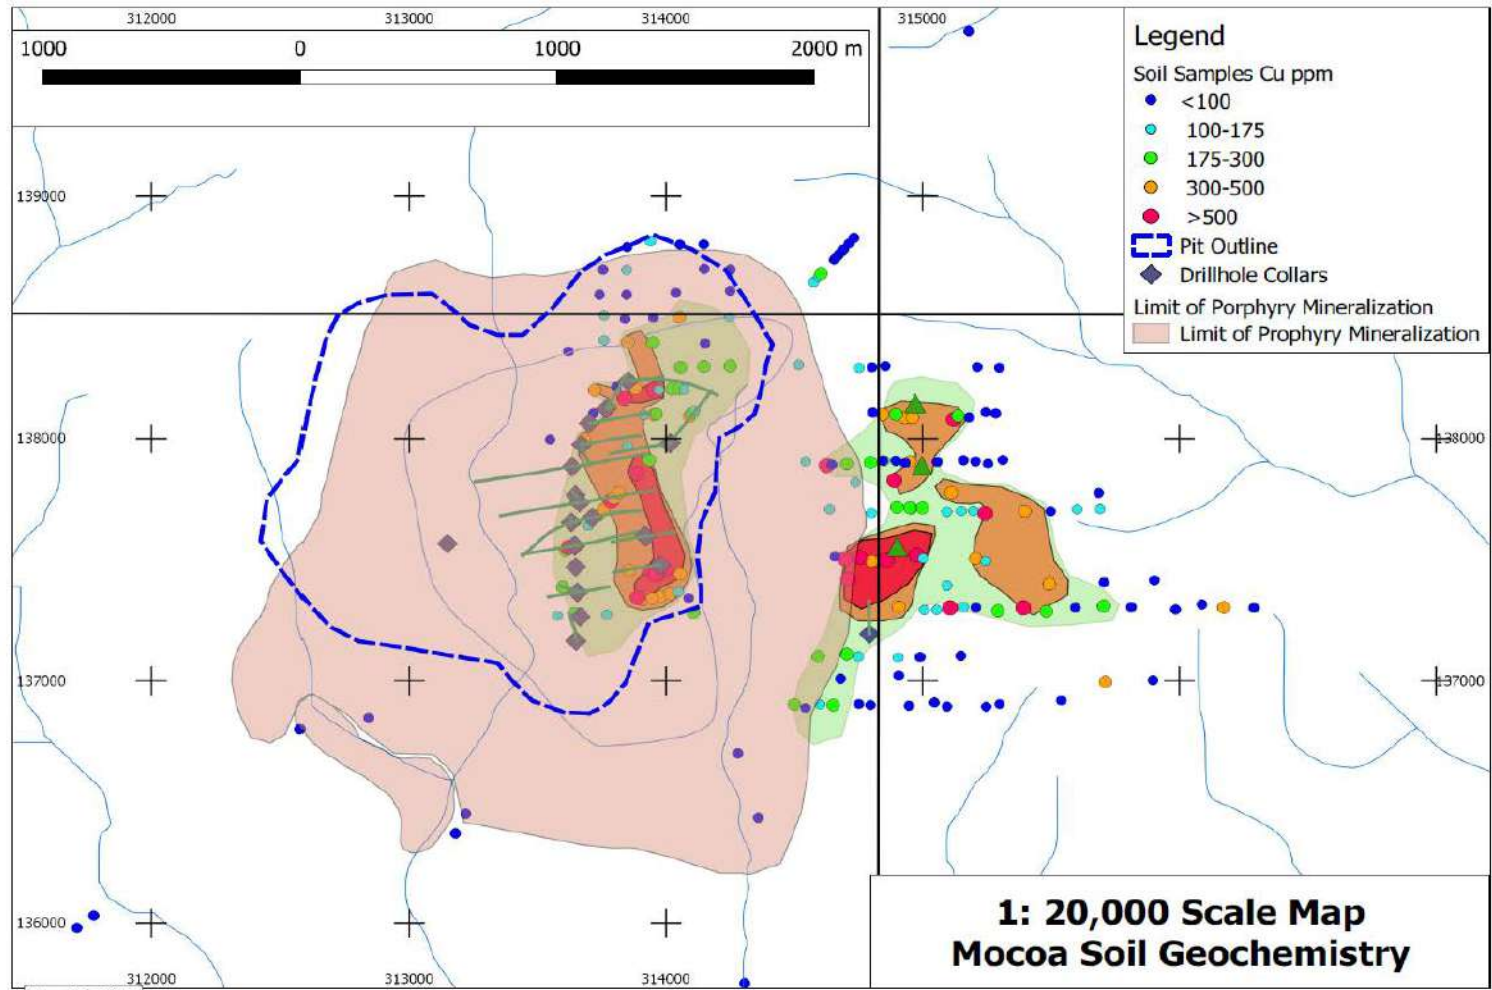 312000 313000 314000 315000
1000 0 1000 2000 m
Legend
Soil Samples Cu ppm
<100
100-175
175-300
300-500
>500
Pit Outline
Drillhole Collars
Limit of Porphyry Mineralization
Limit of Prophyry Mineralization
139000
138000 138000
137000 137000
136000
1: 20,000 Scale Map
Mocoa Soil Geochemistry
312000 313000 314000